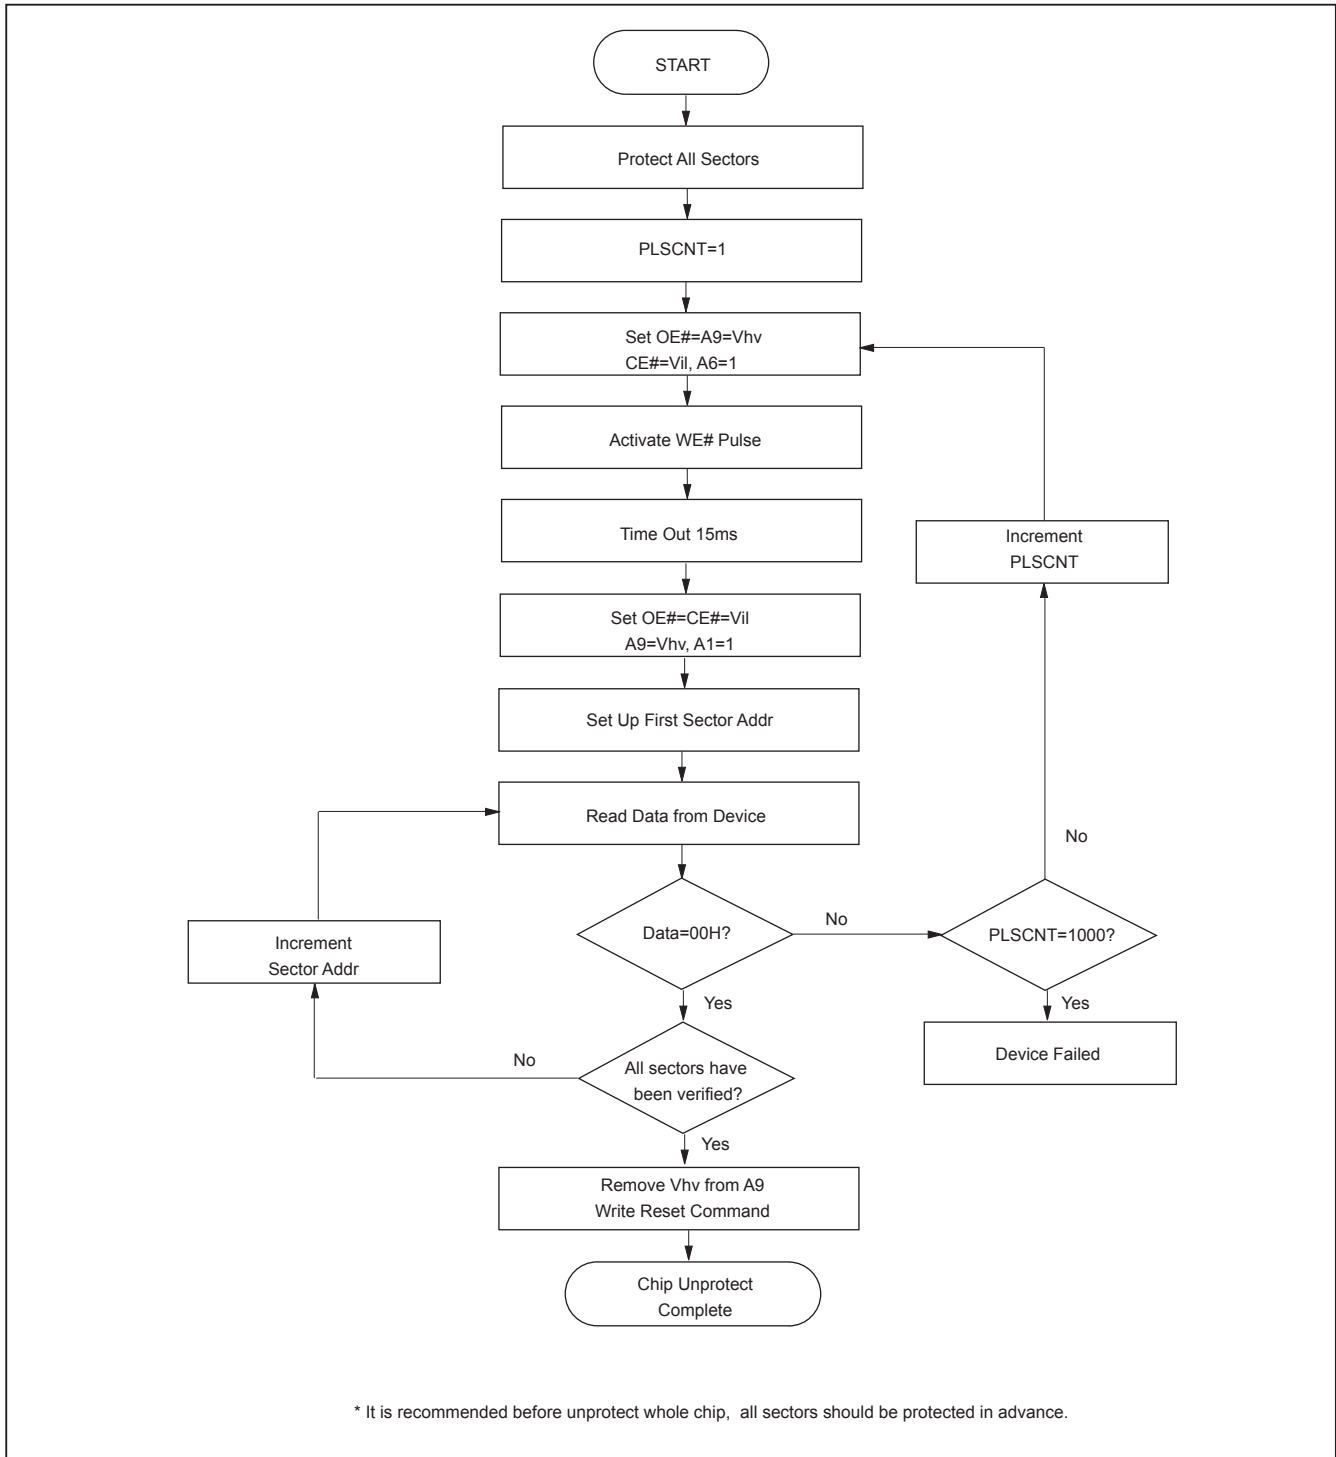 START
Protect All Sectors
PLSCNT=1
Set OE#=A9=Vhv
CE#=Vil, A6=1
Activate WE# Pulse
Time Out 15ms
Increment
PLSCNT
Set OE#=CE#=Vil
A9=Vhv, A1=1
Set Up First Sector Addr
Read Data from Device
No
Data=00H?
No
PLSCNT=1000?
Increment
Sector Addr
Yes
Yes
Device Failed
No
All sectors have
been verified?
Yes
Remove Vhv from A9
Write Reset Command
Chip Unprotect
Complete
* It is recommended before unprotect whole chip, all sectors should be protected in advance.